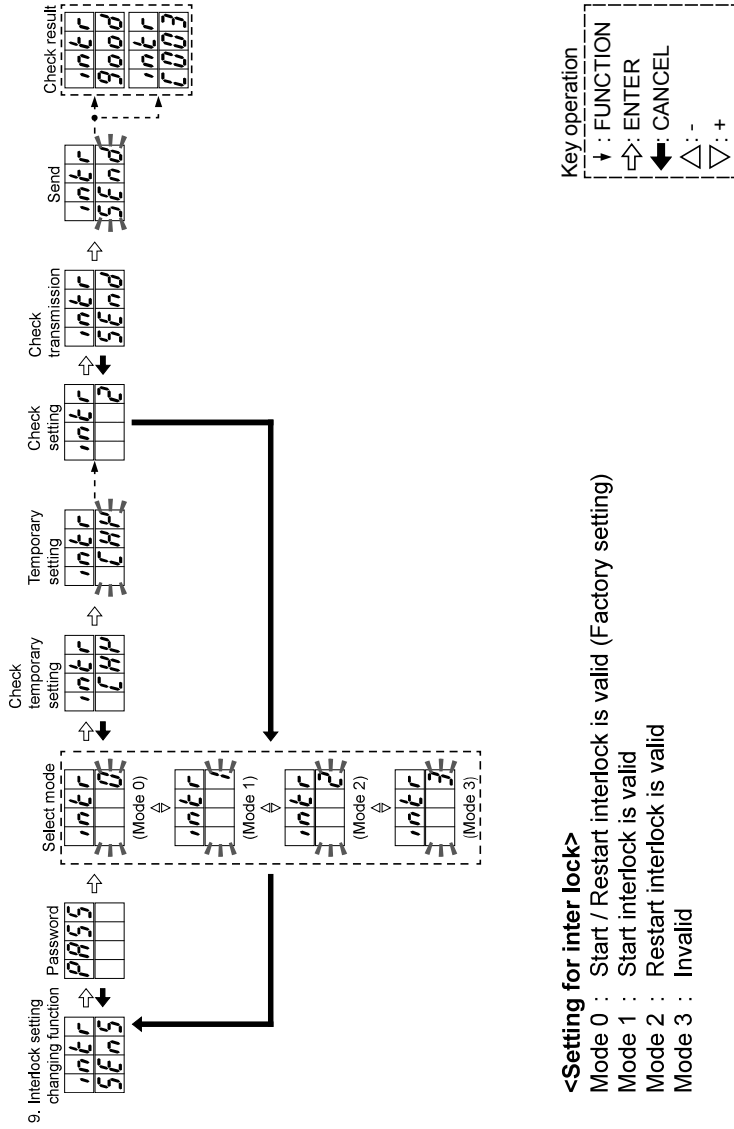 9. Interlock setting
changing function
intr
SEnS
Password
PASS
Select mode
intr
0
(Mode 0)
intr
1
(Mode 1)
intr
2
(Mode 2)
intr
3
(Mode 3)
Check
temporary
setting
intr
CHK
Temporary
setting
intr
CHK
Check
setting
intr
2
Check
transmission
intr
SEnd
Send
intr
SEnd
Check result
intr
good
intr
C003
<Setting for inter lock>
Mode 0 : Start / Restart interlock is valid (Factory setting)
Mode 1 : Start interlock is valid
Mode 2 : Restart interlock is valid
Mode 3 : Invalid
Key operation
: FUNCTION
: ENTER
: CANCEL
: -
: +